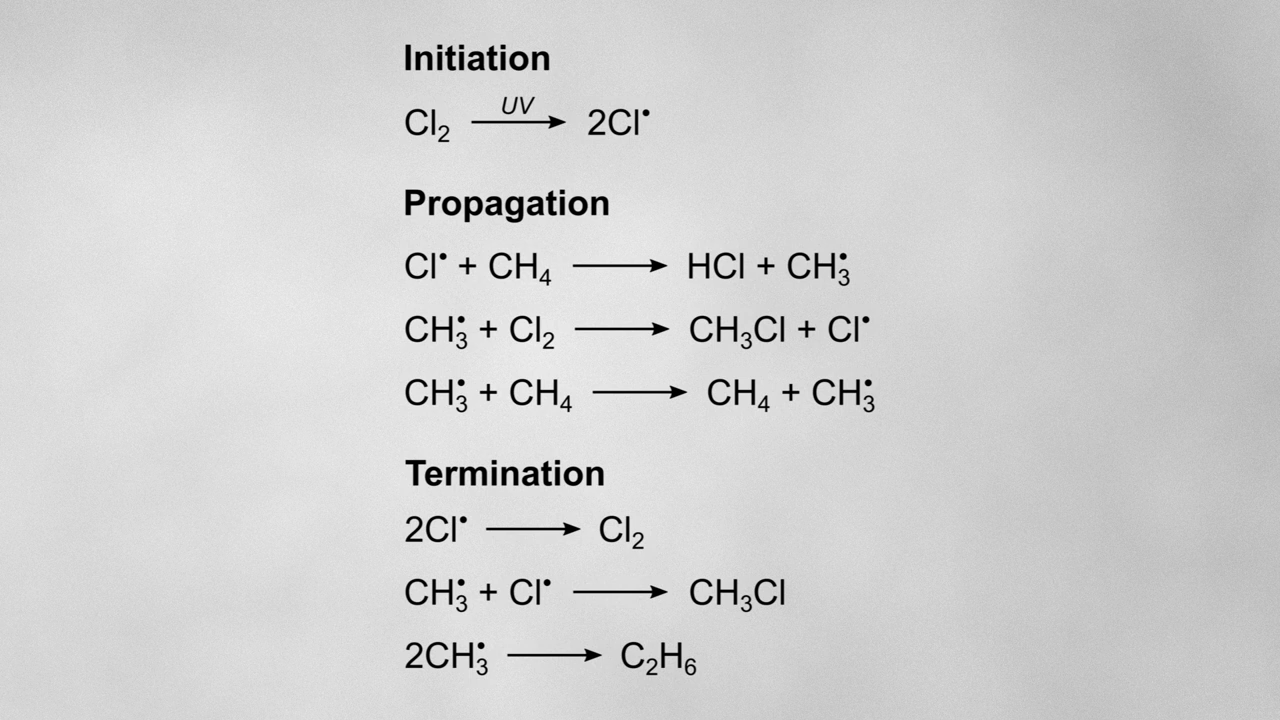 Initiation
Cl₂ —UV→ 2Cl•
Propagation
Cl• + CH₄ ⟶ HCl + CH₃•
CH₃• + Cl₂ ⟶ CH₃Cl + Cl•
CH₃• + CH₄ ⟶ CH₄ + CH₃•
Termination
2Cl• ⟶ Cl₂
CH₃• + Cl• ⟶ CH₃Cl
2CH₃• ⟶ C₂H₆